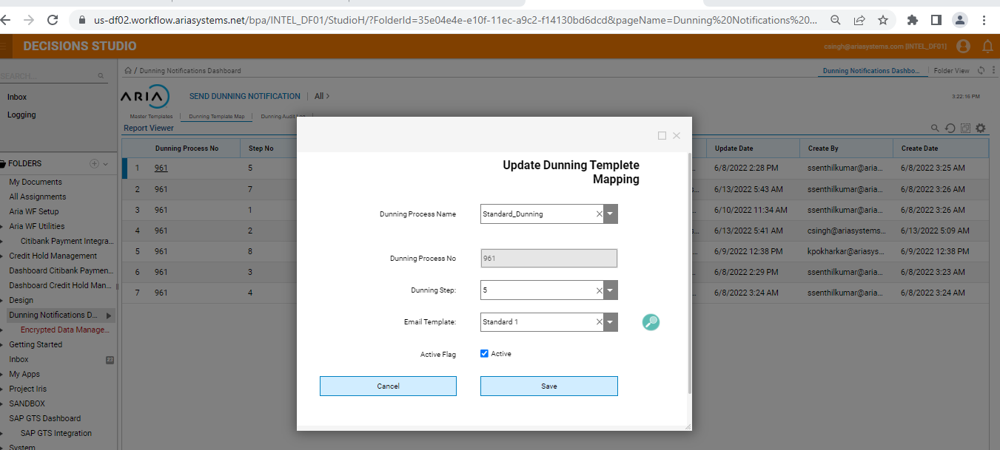 us-df02.workflow.ariasystems.net/bpa/INTEL_DF01/StudioH/?FolderId=35e04e4e-e10f-11ec-a9c2-f14130bd6dcd&pageName=Dunning%20Notifications%20...
DECISIONS STUDIO
csingh@ariasystems.com [INTEL_DF01]
SEARCH...
/ Dunning Notifications Dashboard
Dunning Notifications Dashbo...
Folder View
Inbox
Logging
ARIA
SEND DUNNING NOTIFICATION
All >
3:22:16 PM
Master Templates
Dunning Template Map
Dunning Audit Log
Report Viewer
Dunning Process No
Step No
Update Date
Create By
Create Date
1 961 5
6/8/2022 2:28 PM
ssenthilkumar@aria...
6/8/2022 3:25 AM
2 961 7
6/13/2022 5:43 AM
ssenthilkumar@aria...
6/8/2022 3:26 AM
3 961 1
6/10/2022 11:34 AM
ssenthilkumar@aria...
6/8/2022 3:26 AM
4 961 2
6/13/2022 5:41 AM
csingh@ariasystems...
6/13/2022 5:09 AM
5 961 8
6/9/2022 12:38 PM
kpokharkar@ariasys...
6/9/2022 12:38 PM
6 961 3
6/8/2022 2:29 PM
ssenthilkumar@aria...
6/8/2022 3:23 AM
7 961 4
6/8/2022 3:24 AM
ssenthilkumar@aria...
6/8/2022 3:24 AM
FOLDERS
My Documents
All Assignments
Aria WF Setup
Aria WF Utilities
Citibank Payment Integra...
Credit Hold Management
Dashboard Citibank Paymen...
Dashboard Credit Hold Man...
Design
Dunning Notifications D...
Encrypted Data Manage...
Getting Started
Inbox
23
My Apps
Project Iris
SANDBOX
SAP GTS Dashboard
SAP GTS Integration
System
Update Dunning Templete
Mapping
Dunning Process Name
Standard_Dunning
Dunning Process No
961
Dunning Step:
5
Email Template:
Standard 1
Active Flag
Active
Cancel
Save